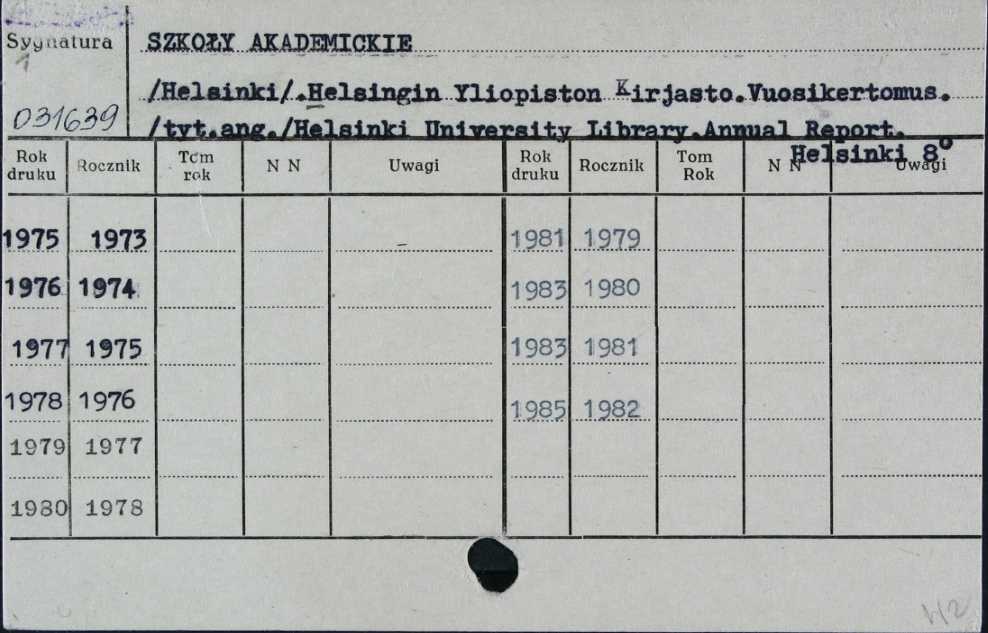 Sygnatura
SZKOŁY AKADEMICKIE
/Helsinki/.Helsingin Yliopiston Kirjasto.Vuosikertomus.
031639
/tyt.ang./Helsinki University Library.Annual Report.
Helsinki 8°
Rok druku Rocznik Tom rok N N Uwagi Rok druku Rocznik Tom Rok N N Uwagi
1975 1973 1981 1979
1976 1974 1983 1980
1977 1975 1983 1981
1978 1976 1985 1982
1979 1977
1980 1978